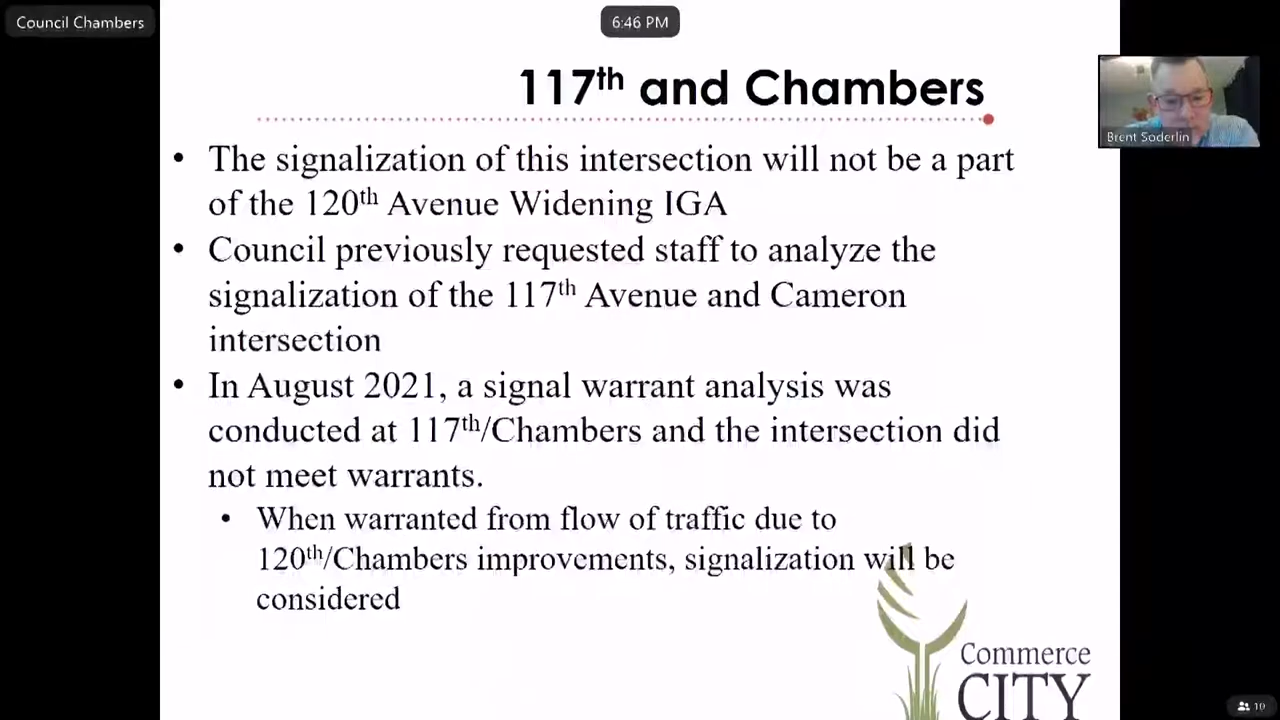 Council Chambers
6:46 PM
117th and Chambers
Brent Soderlin
• The signalization of this intersection will not be a part
of the 120th Avenue Widening IGA
• Council previously requested staff to analyze the
signalization of the 117th Avenue and Cameron
intersection
• In August 2021, a signal warrant analysis was
conducted at 117th/Chambers and the intersection did
not meet warrants.
• When warranted from flow of traffic due to
120th/Chambers improvements, signalization will be
considered
Commerce
CITY
10